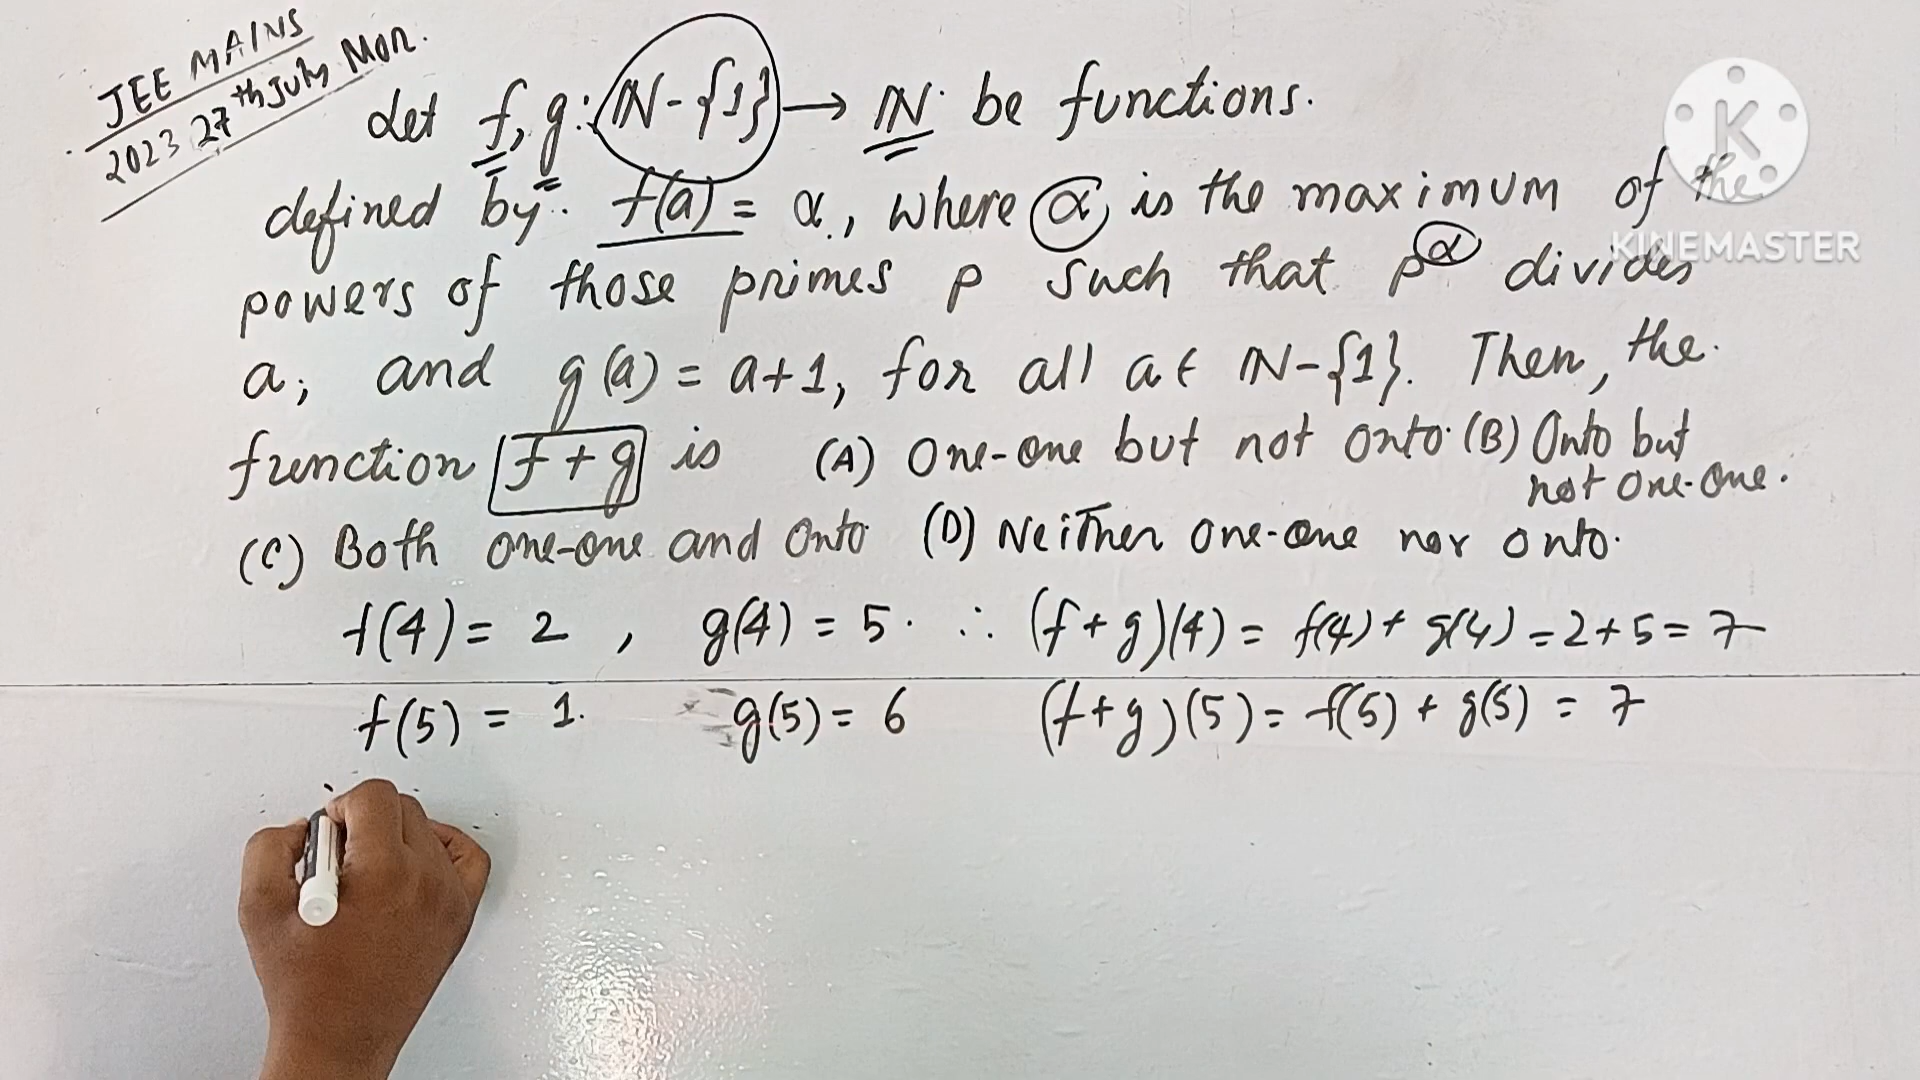 JEE MAINS
2023 27th July Mor.
Let f, g: ℕ-{1} → ℕ be functions.
defined by f(a) = α, where α is the maximum of the
powers of those primes p such that p^α divides
a, and g(a) = a+1, for all a ∈ ℕ-{1}. Then, the
function f+g is (A) One-one but not onto (B) Onto but
not one-one.
(C) Both one-one and onto (D) Neither one-one nor onto.
f(4) = 2 , g(4) = 5. ∴ (f+g)(4) = f(4) + g(4) = 2+5 = 7
f(5) = 1. g(5) = 6 (f+g)(5) = f(5) + g(5) = 7
K
KINEMASTER